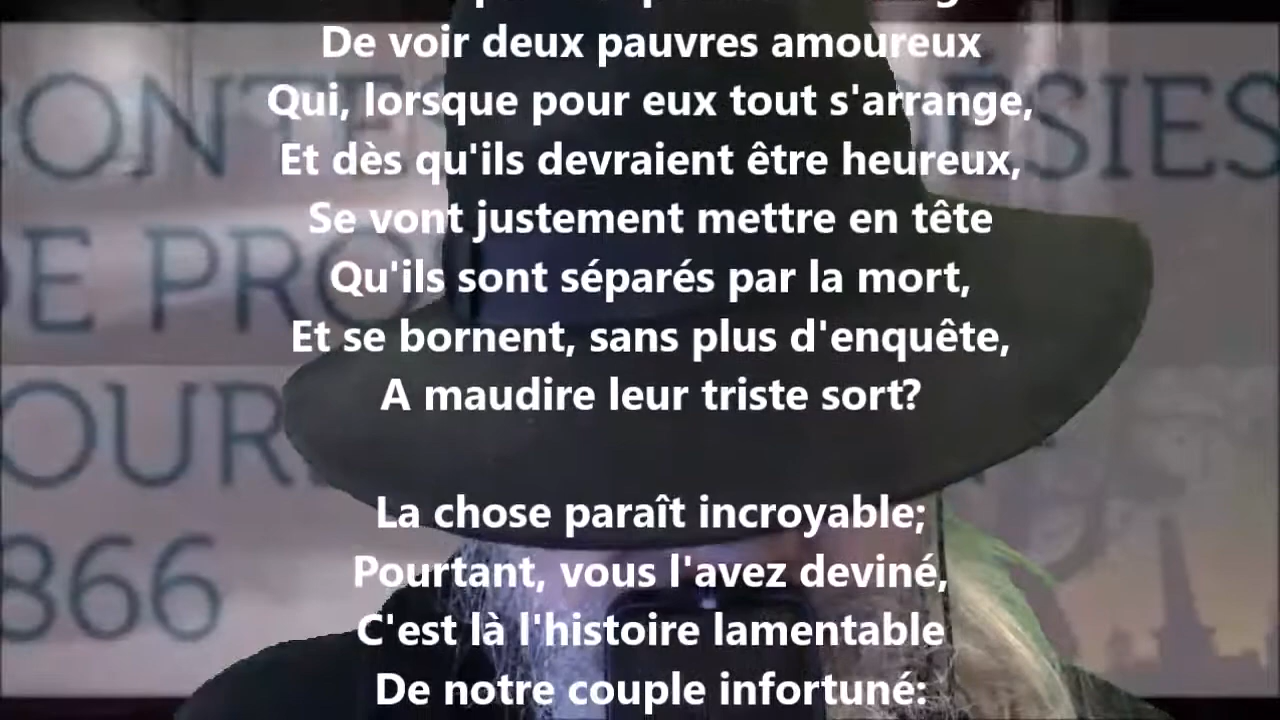 De voir deux pauvres amoureux
Qui, lorsque pour eux tout s'arrange,
Et dès qu'ils devraient être heureux,
Se vont justement mettre en tête
Qu'ils sont séparés par la mort,
Et se bornent, sans plus d'enquête,
A maudire leur triste sort?
La chose paraît incroyable;
Pourtant, vous l'avez deviné,
C'est là l'histoire lamentable
De notre couple infortuné:
866